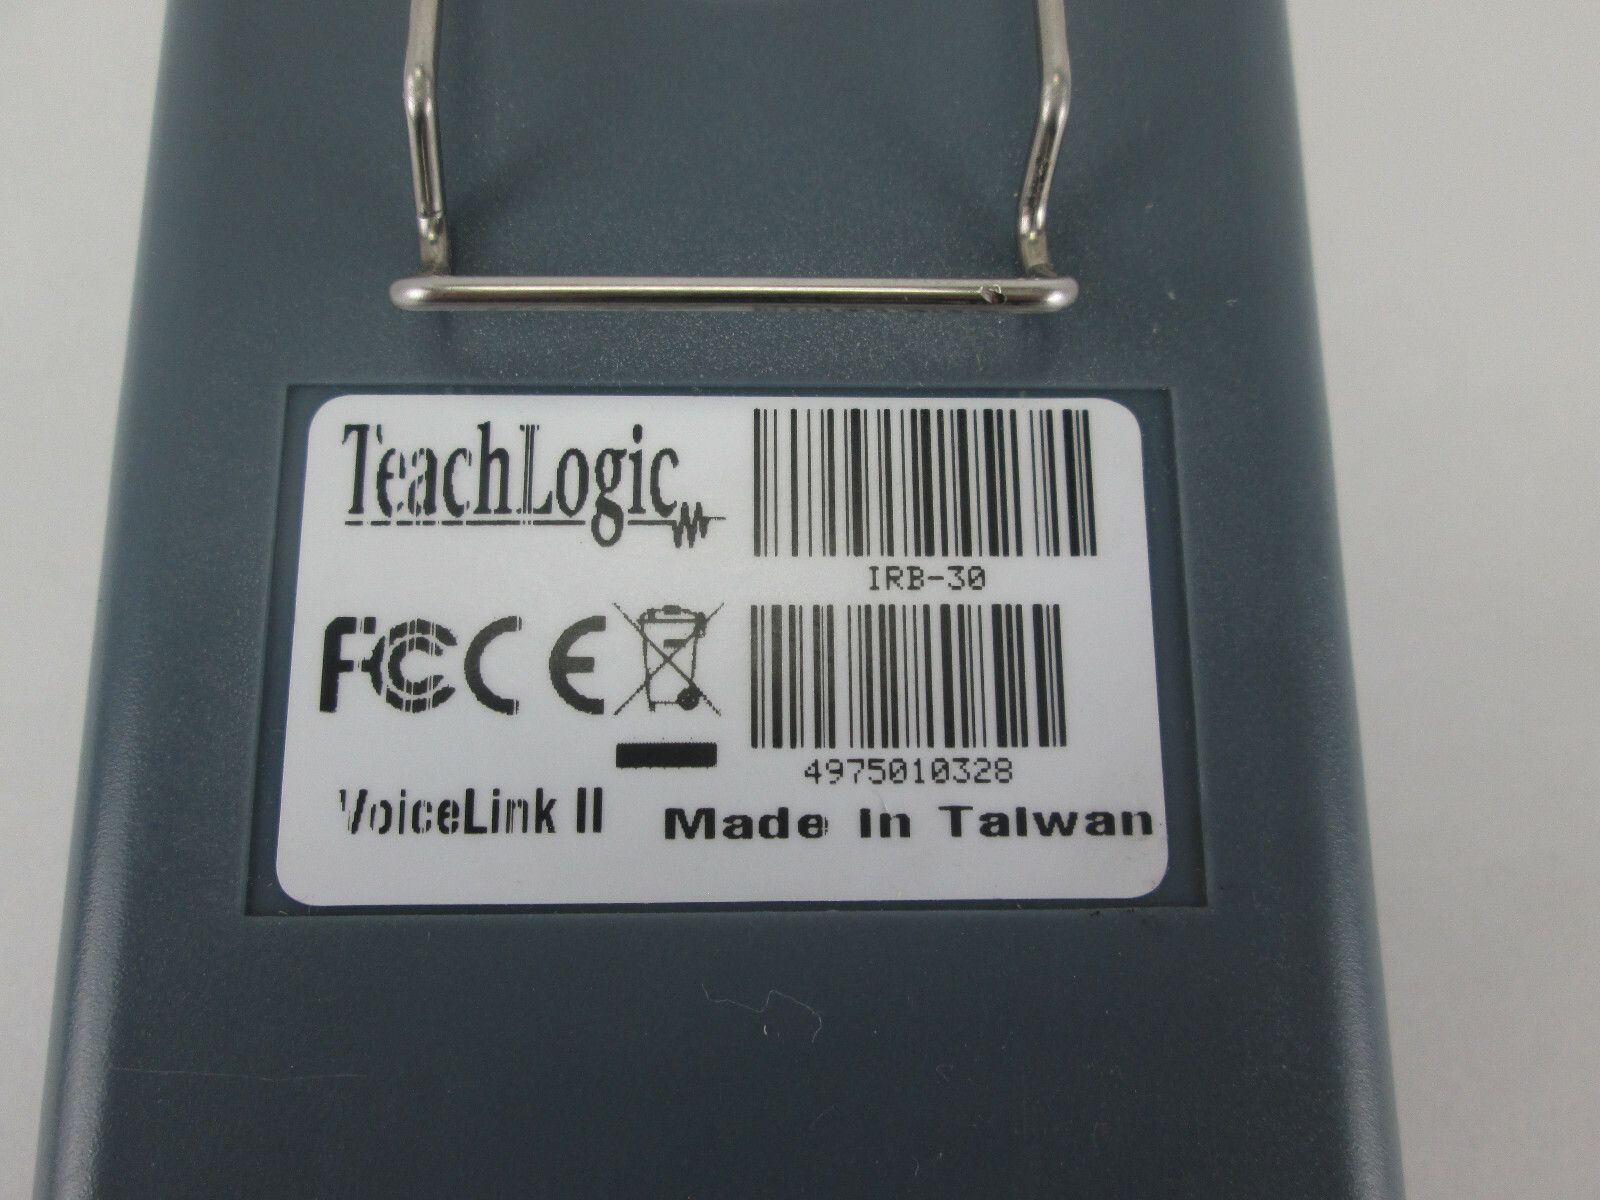 TeachLogic
IRB-30
FCC CE
4975010328
VoiceLink II
Made in Taiwan